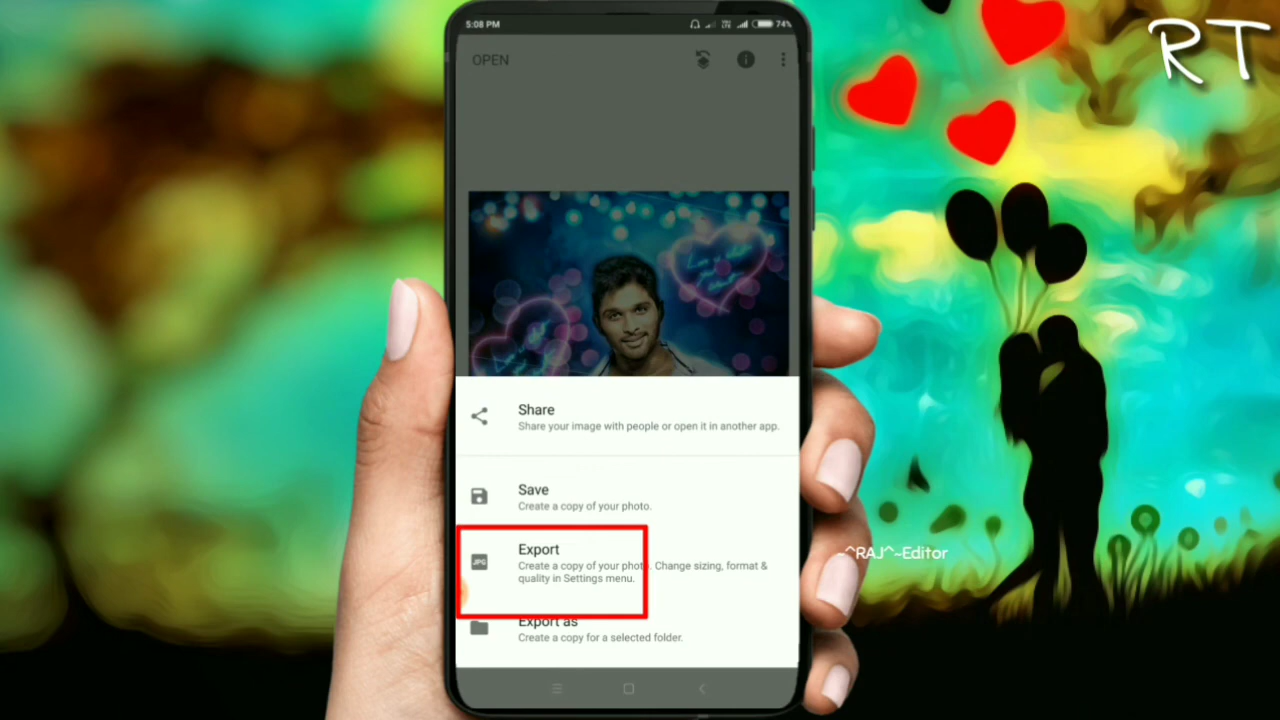 5:08 PM
74%
RT
OPEN
Share
Share your image with people or open it in another app.
Save
Create a copy of your photo.
JPG
Export
Create a copy of your photo. Change sizing, format &
quality in Settings menu.
Export as
Create a copy for a selected folder.
-^RAJ^~Editor